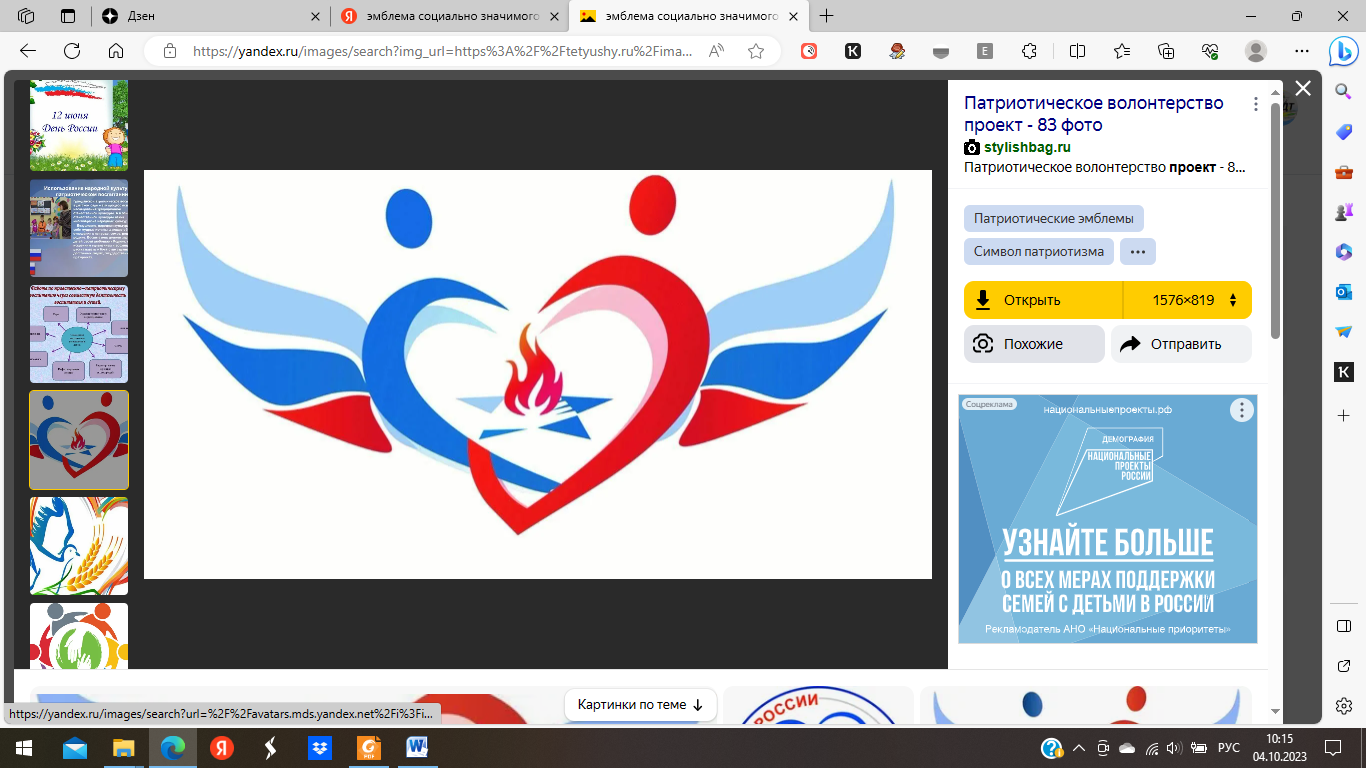 Дзен
эмблема социально значимого
эмблема социально значимого
https://yandex.ru/images/search?img_url=https%3A%2F%2Ftetyushy.ru%2Fima...
12 июня
День России
Патриотическое волонтерство
проект - 83 фото
stylishbag.ru
Патриотическое волонтерство проект - 8...
Патриотические эмблемы
Символ патриотизма
Открыть
1576×819
Похожие
Отправить
Соцреклама
национальныепроекты.рф
ДЕМОГРАФИЯ
НАЦИОНАЛЬНЫЕ
ПРОЕКТЫ
РОССИИ
УЗНАЙТЕ БОЛЬШЕ
О ВСЕХ МЕРАХ ПОДДЕРЖКИ
СЕМЕЙ С ДЕТЬМИ В РОССИИ
Рекламодатель АНО «Национальные приоритеты»
Картинки по теме
РОССИИ
https://yandex.ru/images/search?url=%2F%2Favatars.mds.yandex.net%2Fi%3Fi...
РУС
10:15
04.10.2023